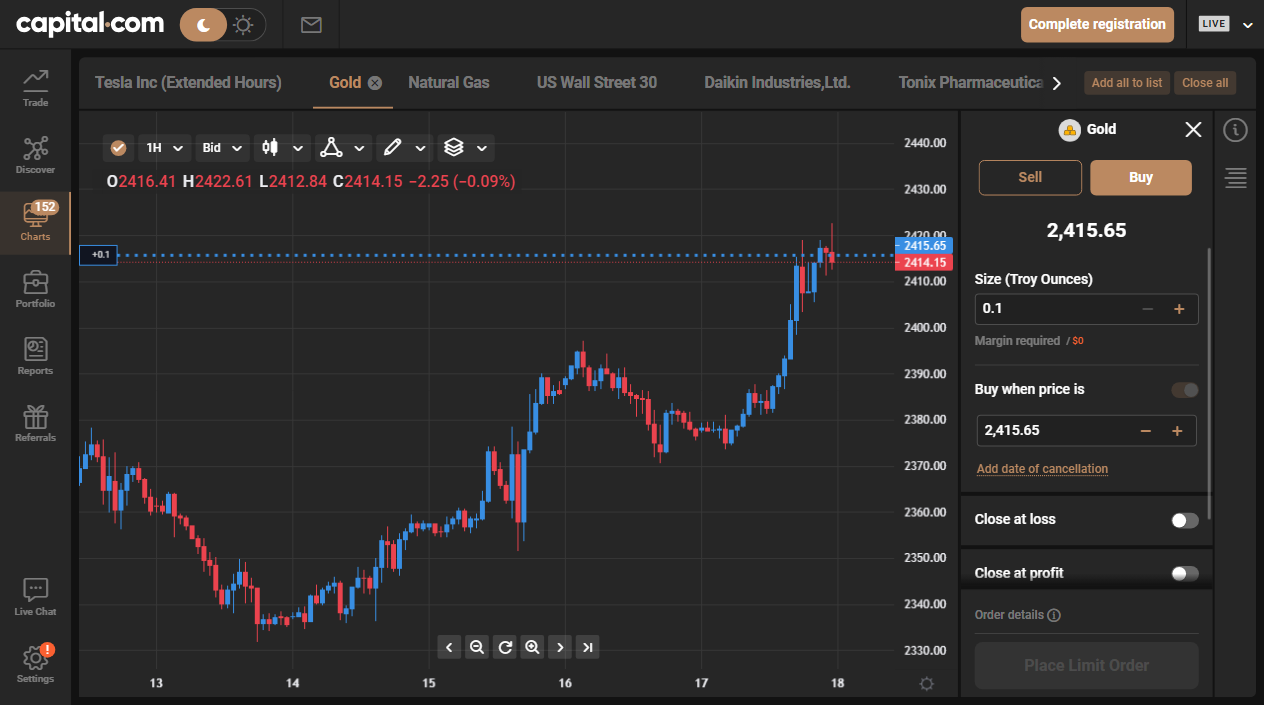 capital.com
Complete registration
LIVE
Trade
Discover
152
Charts
Portfolio
Reports
Referrals
Live Chat
!
Settings
Tesla Inc (Extended Hours)
Gold
Natural Gas
US Wall Street 30
Daikin Industries,Ltd.
Tonix Pharmaceutica
Add all to list
Close all
1H
Bid
O2416.41 H2422.61 L2412.84 C2414.15 −2.25 (−0.09%)
+0.1
2440.00
2430.00
2420.00
2415.65
2414.15
2410.00
2400.00
2390.00
2380.00
2370.00
2360.00
2350.00
2340.00
2330.00
13 14 15 16 17 18
Gold
Sell
Buy
2,415.65
Size (Troy Ounces)
0.1
Margin required / $0
Buy when price is
2,415.65
Add date of cancellation
Close at loss
Close at profit
Order details
Place Limit Order